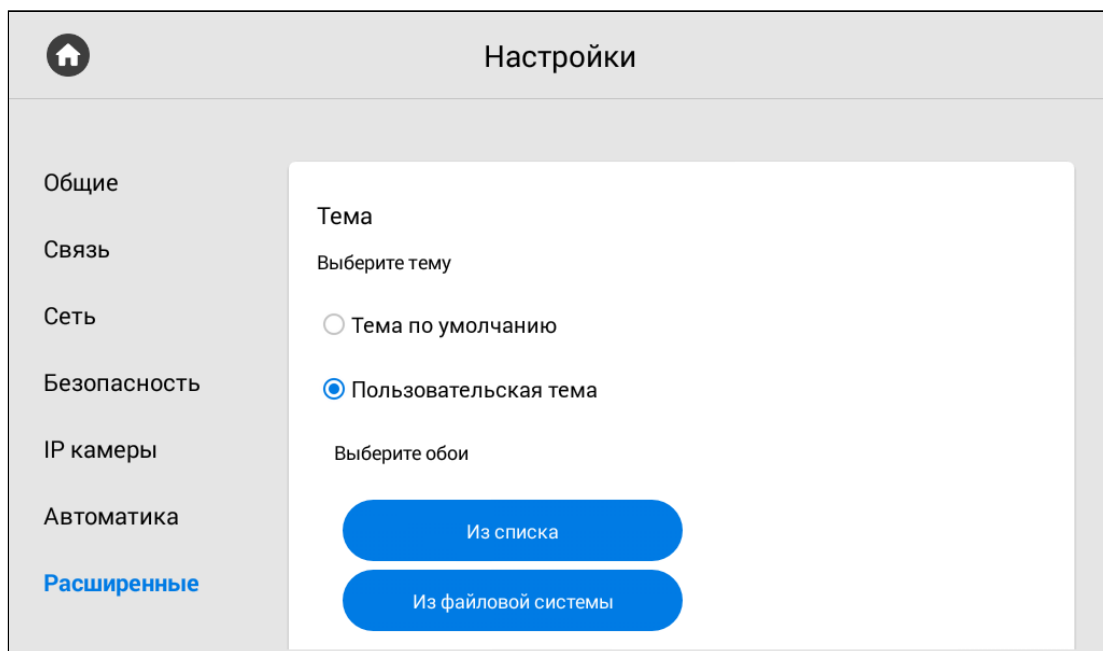 Настройки
Общие
Связь
Сеть
Безопасность
IP камеры
Автоматика
Расширенные
Тема
Выберите тему
Тема по умолчанию
Пользовательская тема
Выберите обои
Из списка
Из файловой системы